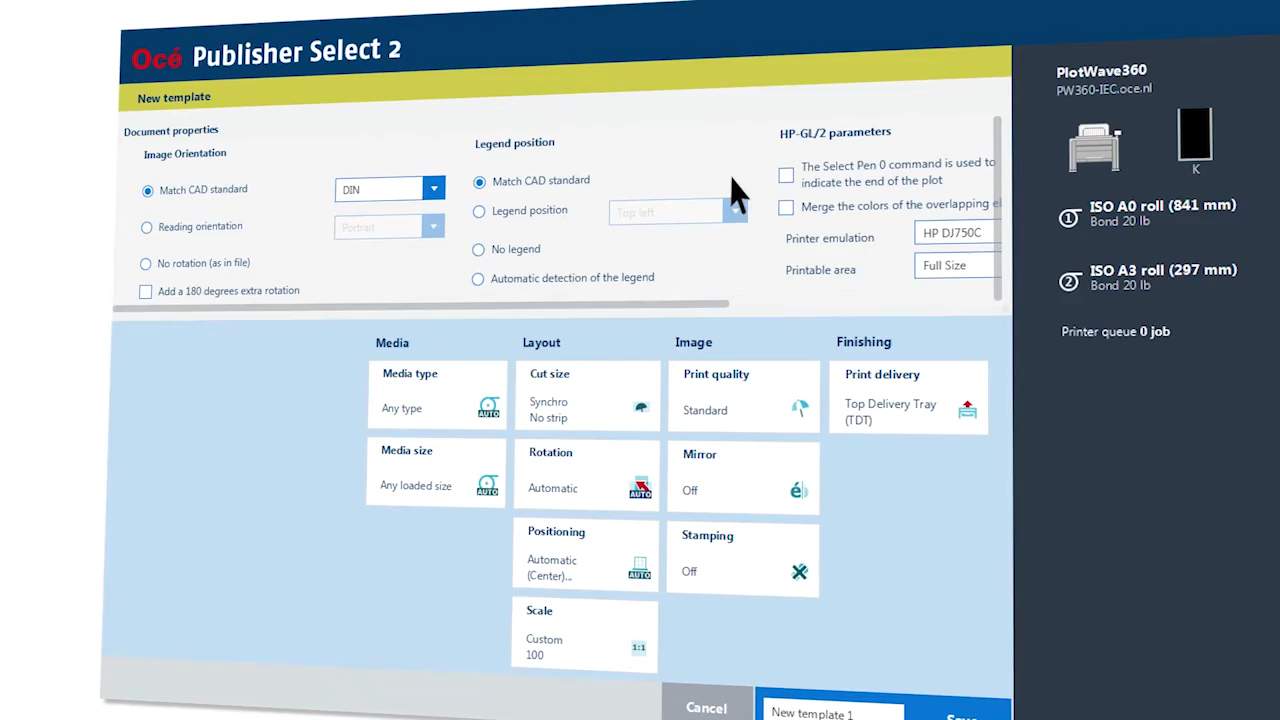 Océ Publisher Select 2
New template
Document properties
Image Orientation
Match CAD standard
DIN
Reading orientation
Portrait
No rotation (as in file)
Add a 180 degrees extra rotation
Legend position
Match CAD standard
Legend position
Top left
No legend
Automatic detection of the legend
HP-GL/2 parameters
The Select Pen 0 command is used to
indicate the end of the plot
Merge the colors of the overlapping
Printer emulation
HP DJ750C
Printable area
Full Size
Media
Media type
Any type
AUTO
Media size
Any loaded size
AUTO
Layout
Cut size
Synchro
No strip
Rotation
Automatic
AUTO
Positioning
Automatic
(Center)...
AUTO
Scale
Custom
100
1:1
Image
Print quality
Standard
Mirror
Off
é
Stamping
Off
Finishing
Print delivery
Top Delivery Tray
(TDT)
Cancel
New template 1
PlotWave360
PW360-IEC.oce.nl
K
1
ISO A0 roll (841 mm)
Bond 20 lb
2
ISO A3 roll (297 mm)
Bond 20 lb
Printer queue 0 job